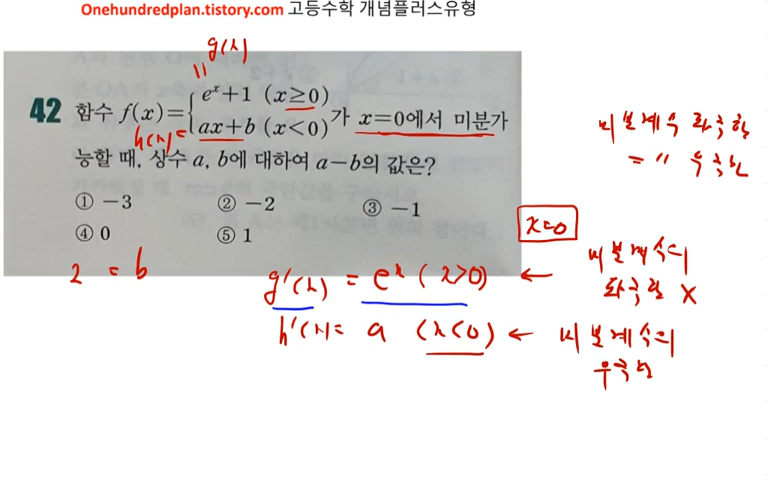 Onehundredplan.tistory.com 고등수학 개념플러스유형
g(x)
"
42 함수 f(x)={ e^x+1 (x≥0)
h(x)= ax+b (x<0) 가 x=0에서 미분가
능할 때, 상수 a, b에 대하여 a-b의 값은?
① -3 ② -2 ③ -1
④ 0 ⑤ 1
미분계수 좌극한
= " 우극한
x=0
2 = b
g'(x) = e^x (x>0) ←
미분계수의
좌극한 X
h'(x)= a (x<0) ←
미분계수의
우극한